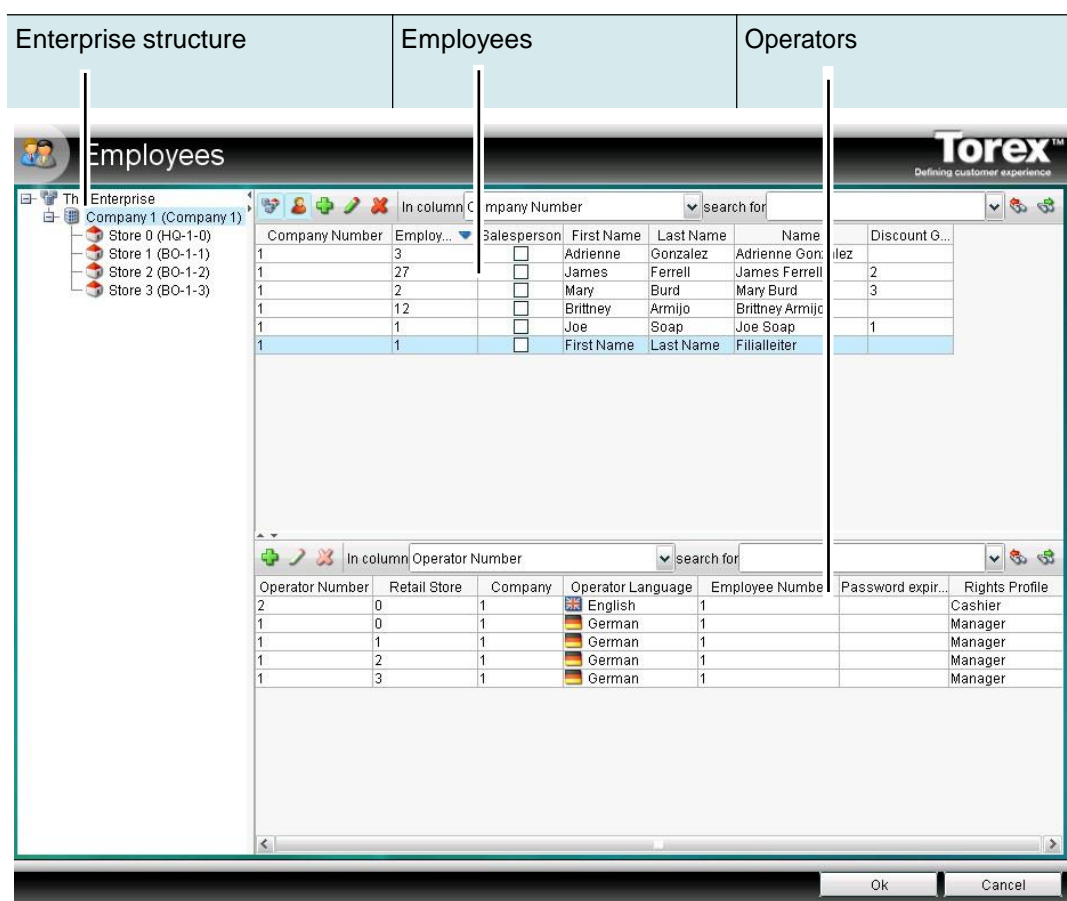 Enterprise structure Employees Operators
Employees
Torex™
Defining customer experience
Th Enterprise
Company 1 (Company 1)
Store 0 (HQ-1-0)
Store 1 (BO-1-1)
Store 2 (BO-1-2)
Store 3 (BO-1-3)
In column Company Number search for
Company Number Employ... Salesperson First Name Last Name Name Discount G...
1 3 Adrienne Gonzalez Adrienne Gonzalez
1 27 James Ferrell James Ferrell 2
1 2 Mary Burd Mary Burd 3
1 12 Brittney Armijo Brittney Armijo
1 1 Joe Soap Joe Soap 1
1 1 First Name Last Name Filialleiter
In column Operator Number search for
Operator Number Retail Store Company Operator Language Employee Number Password expir... Rights Profile
2 0 1 English 1 Cashier
1 0 1 German 1 Manager
1 1 1 German 1 Manager
1 2 1 German 1 Manager
1 3 1 German 1 Manager
Ok Cancel